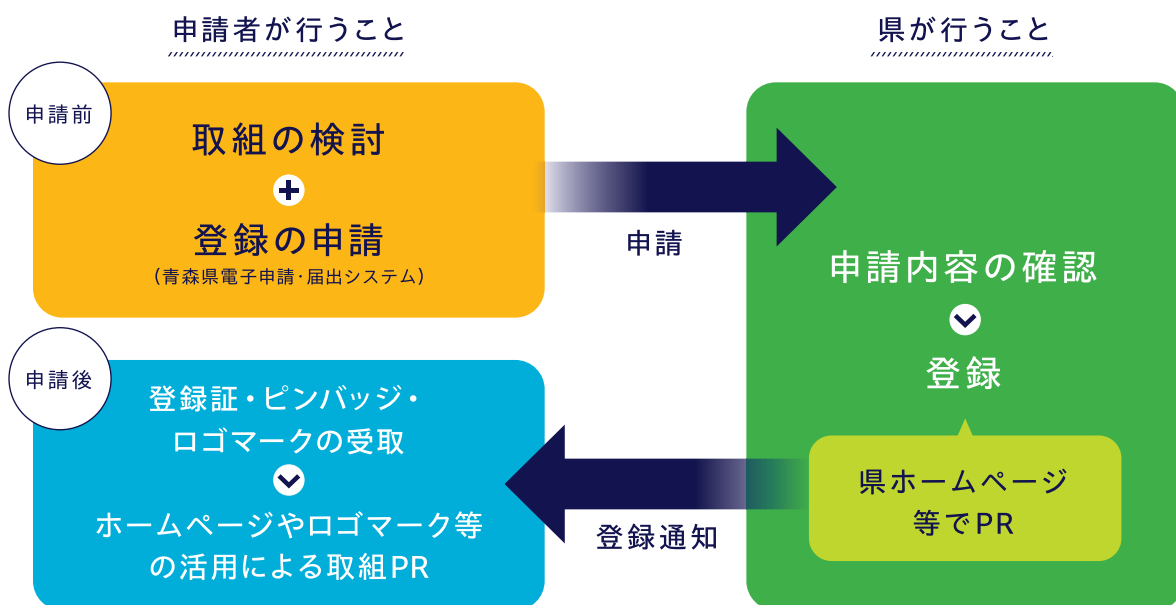 申請者が行うこと
県が行うこと
申請前
取組の検討
登録の申請
(青森県電子申請・届出システム)
申請
申請内容の確認
登録
県ホームページ
等でPR
登録通知
申請後
登録証・ピンバッジ・
ロゴマークの受取
ホームページやロゴマーク等
の活用による取組PR